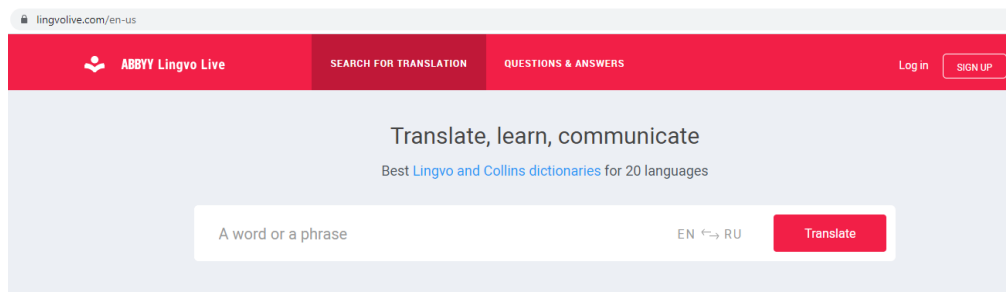 lingvolive.com/en-us
ABBYY Lingvo Live SEARCH FOR TRANSLATION QUESTIONS & ANSWERS Log in SIGN UP
Translate, learn, communicate
Best Lingvo and Collins dictionaries for 20 languages
A word or a phrase EN ←→ RU Translate